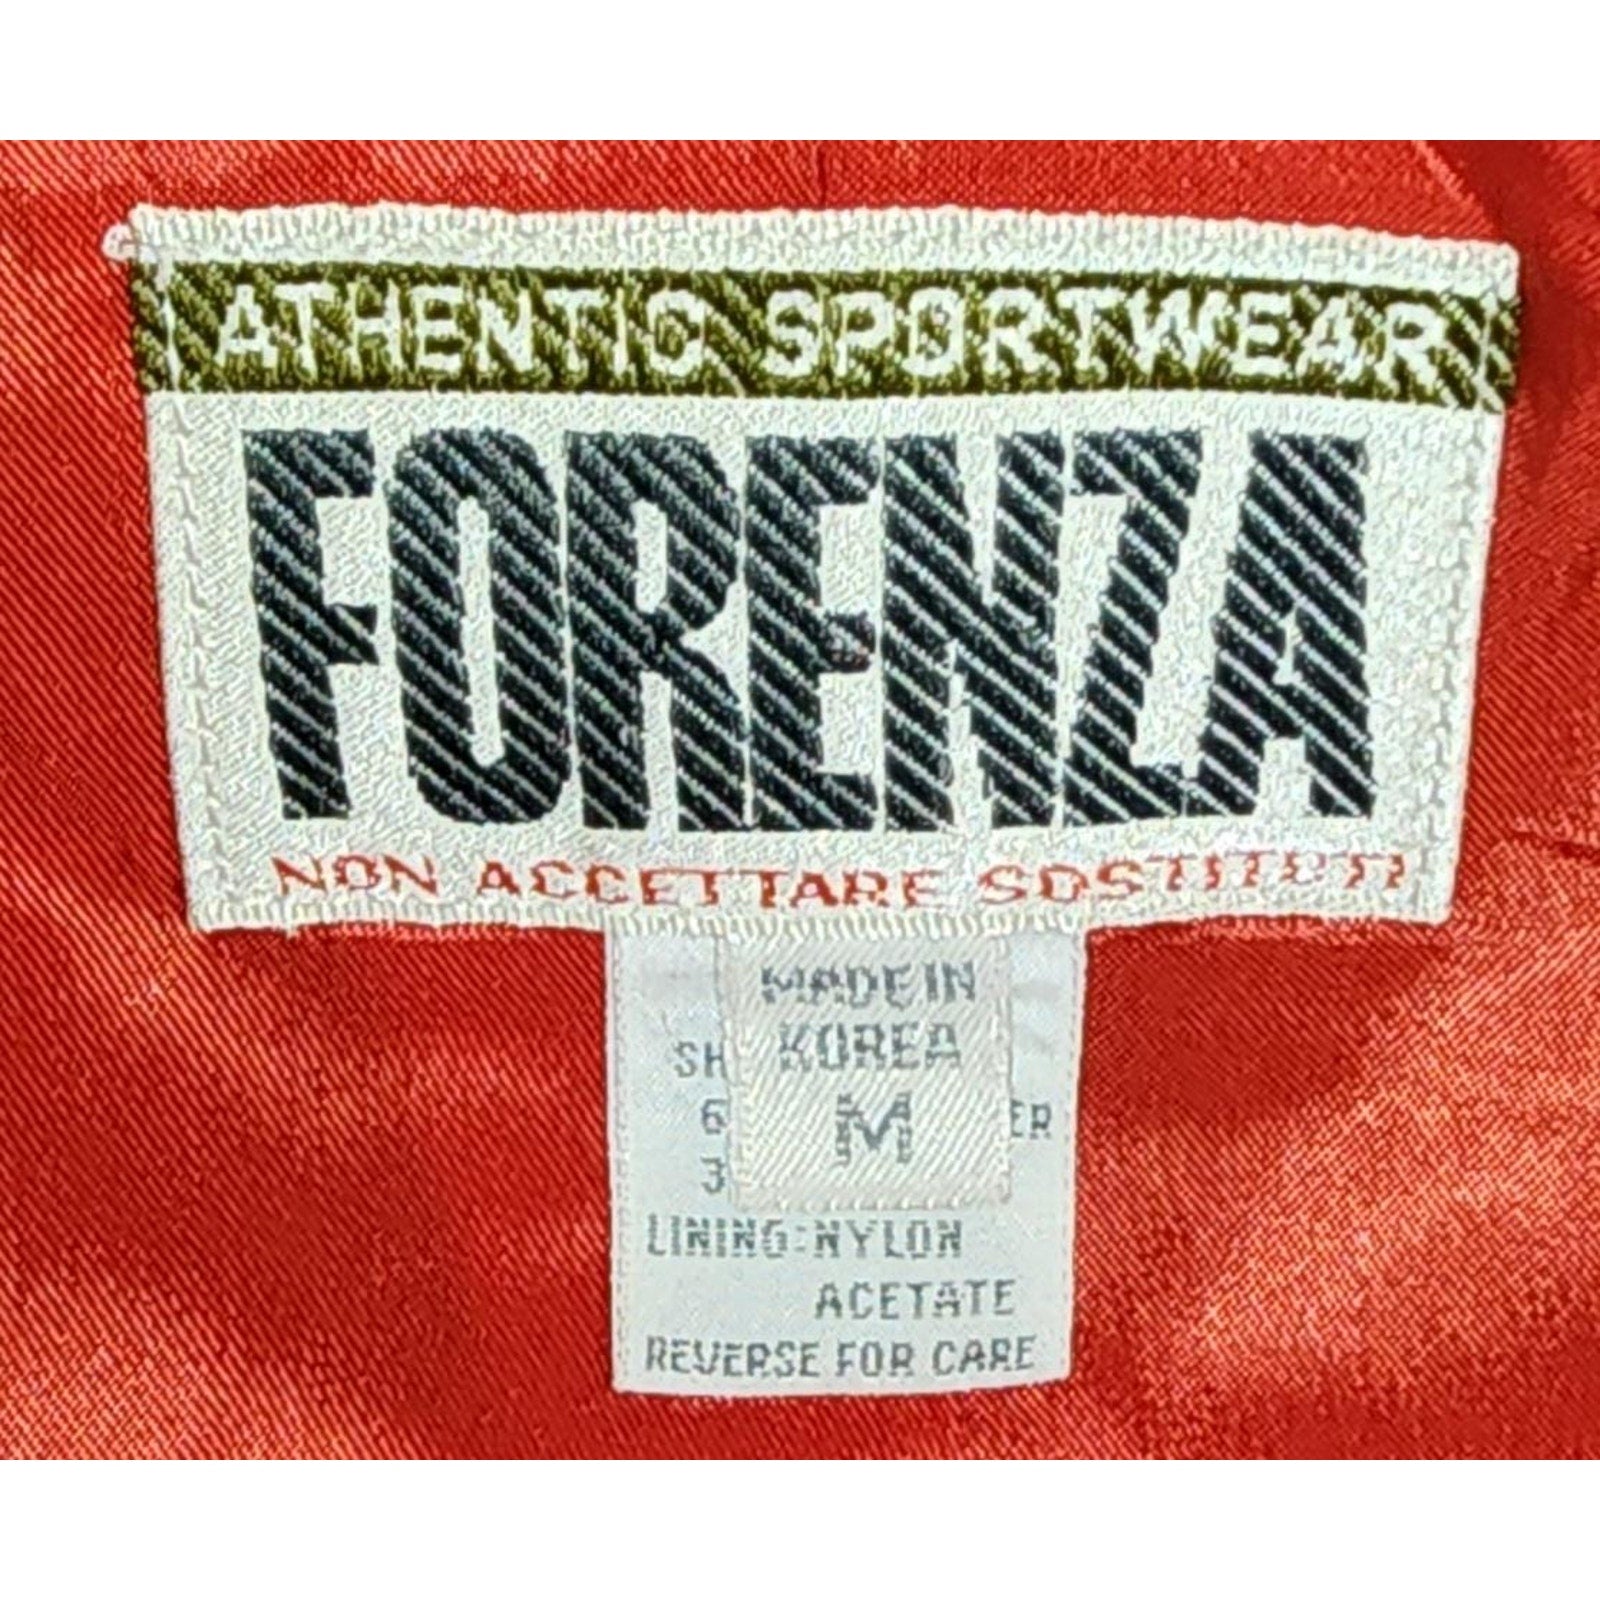 ATHENTIC SPORTWEAR
FORENZA
NON ACCETTARE SOSTITUTI
MADE IN
KOREA
M
LINING:NYLON
ACETATE
REVERSE FOR CARE